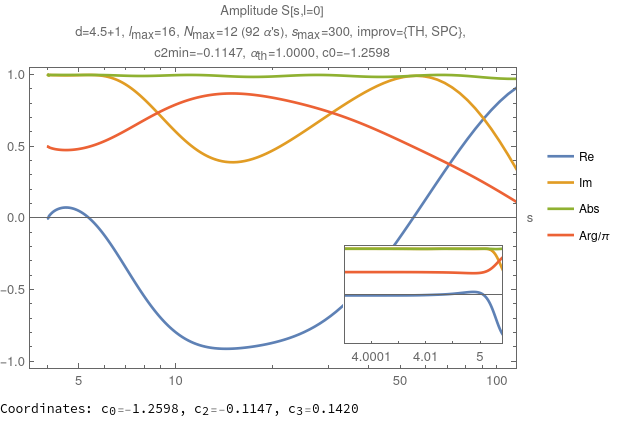 Amplitude S[s,l=0]
d=4.5+1, lmax=16, Nmax=12 (92 α's), smax=300, improv={TH, SPC},
c2min=-0.1147, αth=1.0000, c0=-1.2598
1.0
0.5
0.0
-0.5
-1.0
s
Re
Im
Abs
Arg/π
4.0001 4.01 5
5 10 50 100
Coordinates: c0=-1.2598, c2=-0.1147, c3=0.1420